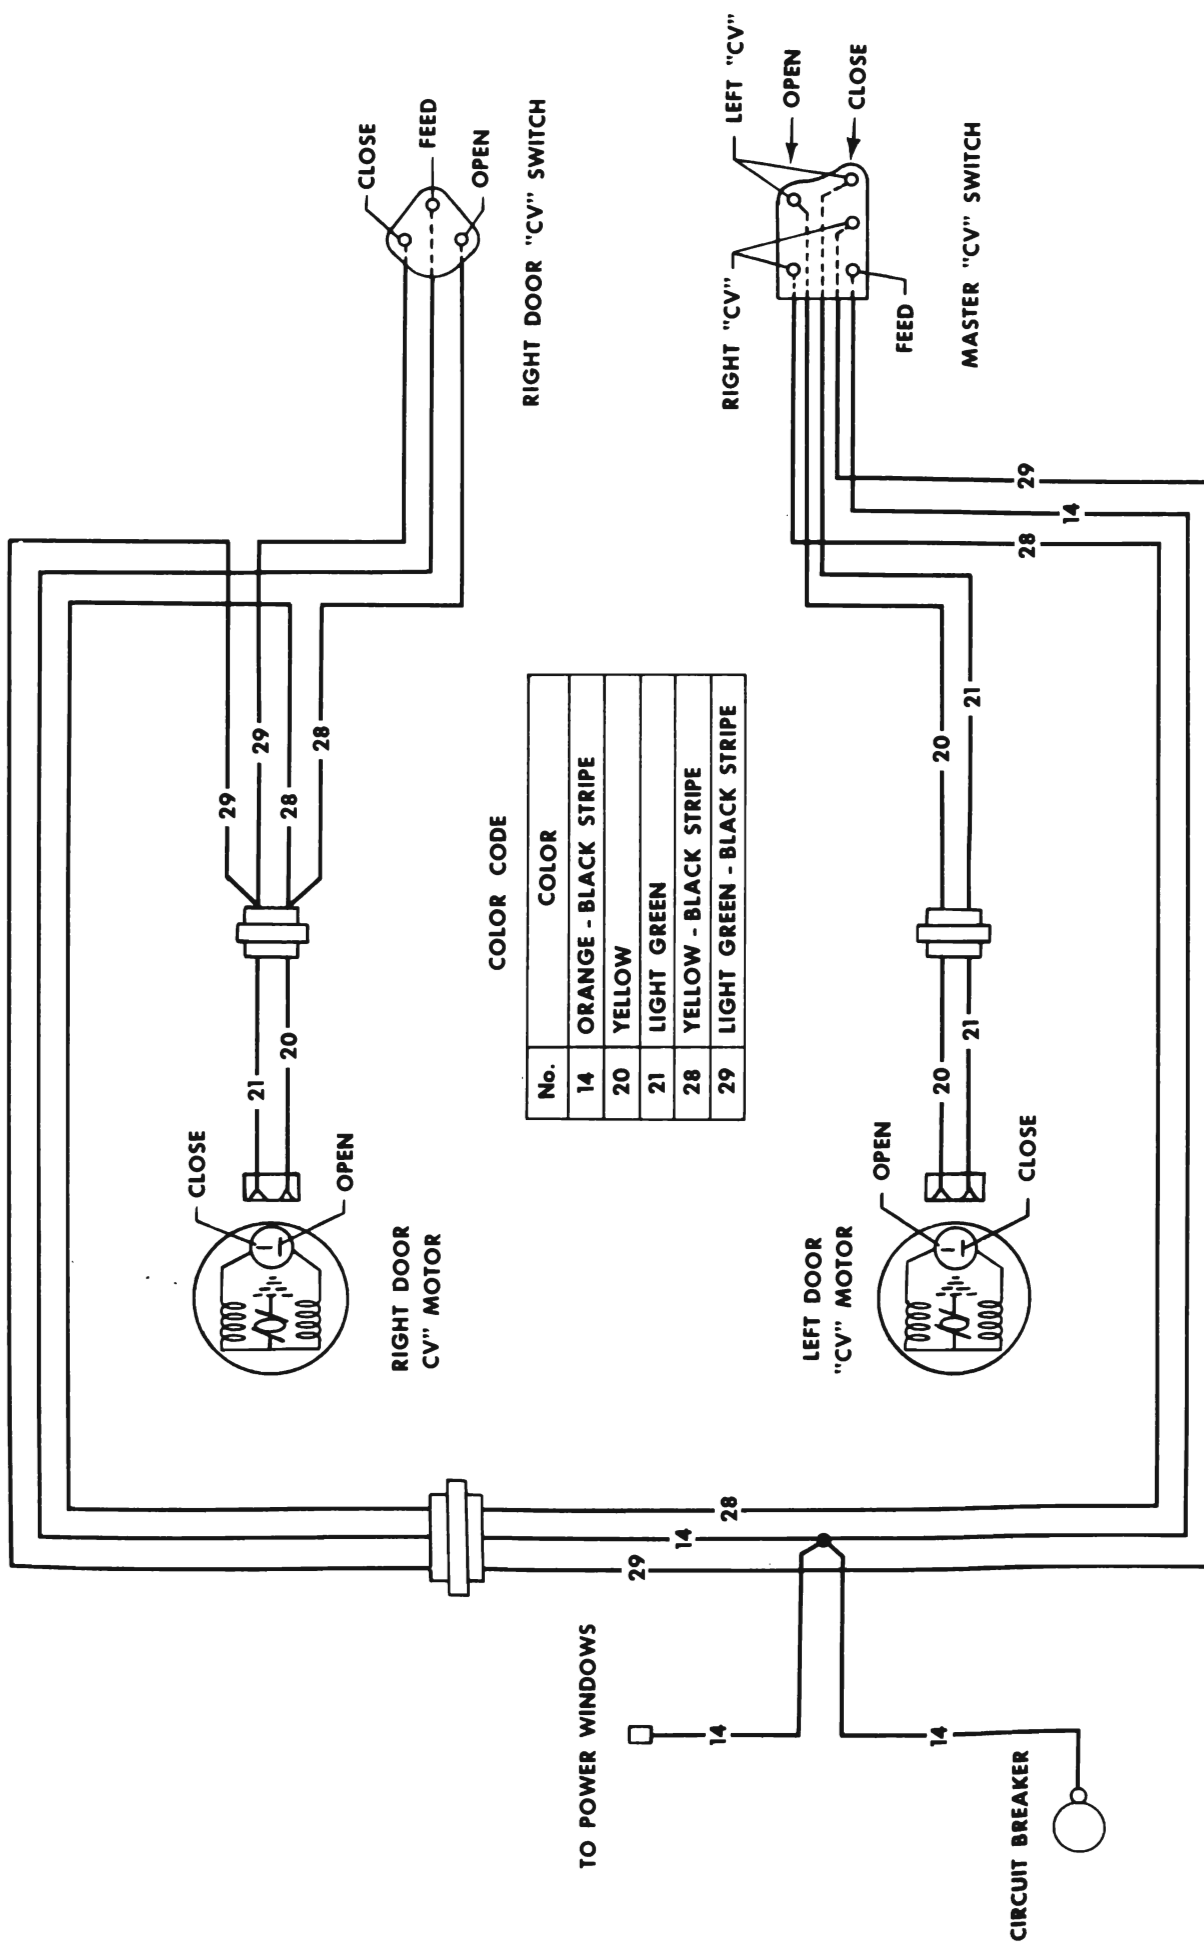 CLOSE
FEED
OPEN
RIGHT DOOR "CV" SWITCH
LEFT "CV"
OPEN
CLOSE
RIGHT "CV"
FEED
MASTER "CV" SWITCH
29
14
28
29
29
28
28
20
21
COLOR CODE
No. COLOR
14 ORANGE - BLACK STRIPE
20 YELLOW
21 LIGHT GREEN
28 YELLOW - BLACK STRIPE
29 LIGHT GREEN - BLACK STRIPE
21
20
20
21
CLOSE
OPEN
RIGHT DOOR
CV" MOTOR
OPEN
CLOSE
LEFT DOOR
"CV" MOTOR
28
14
29
TO POWER WINDOWS
14
14
CIRCUIT BREAKER